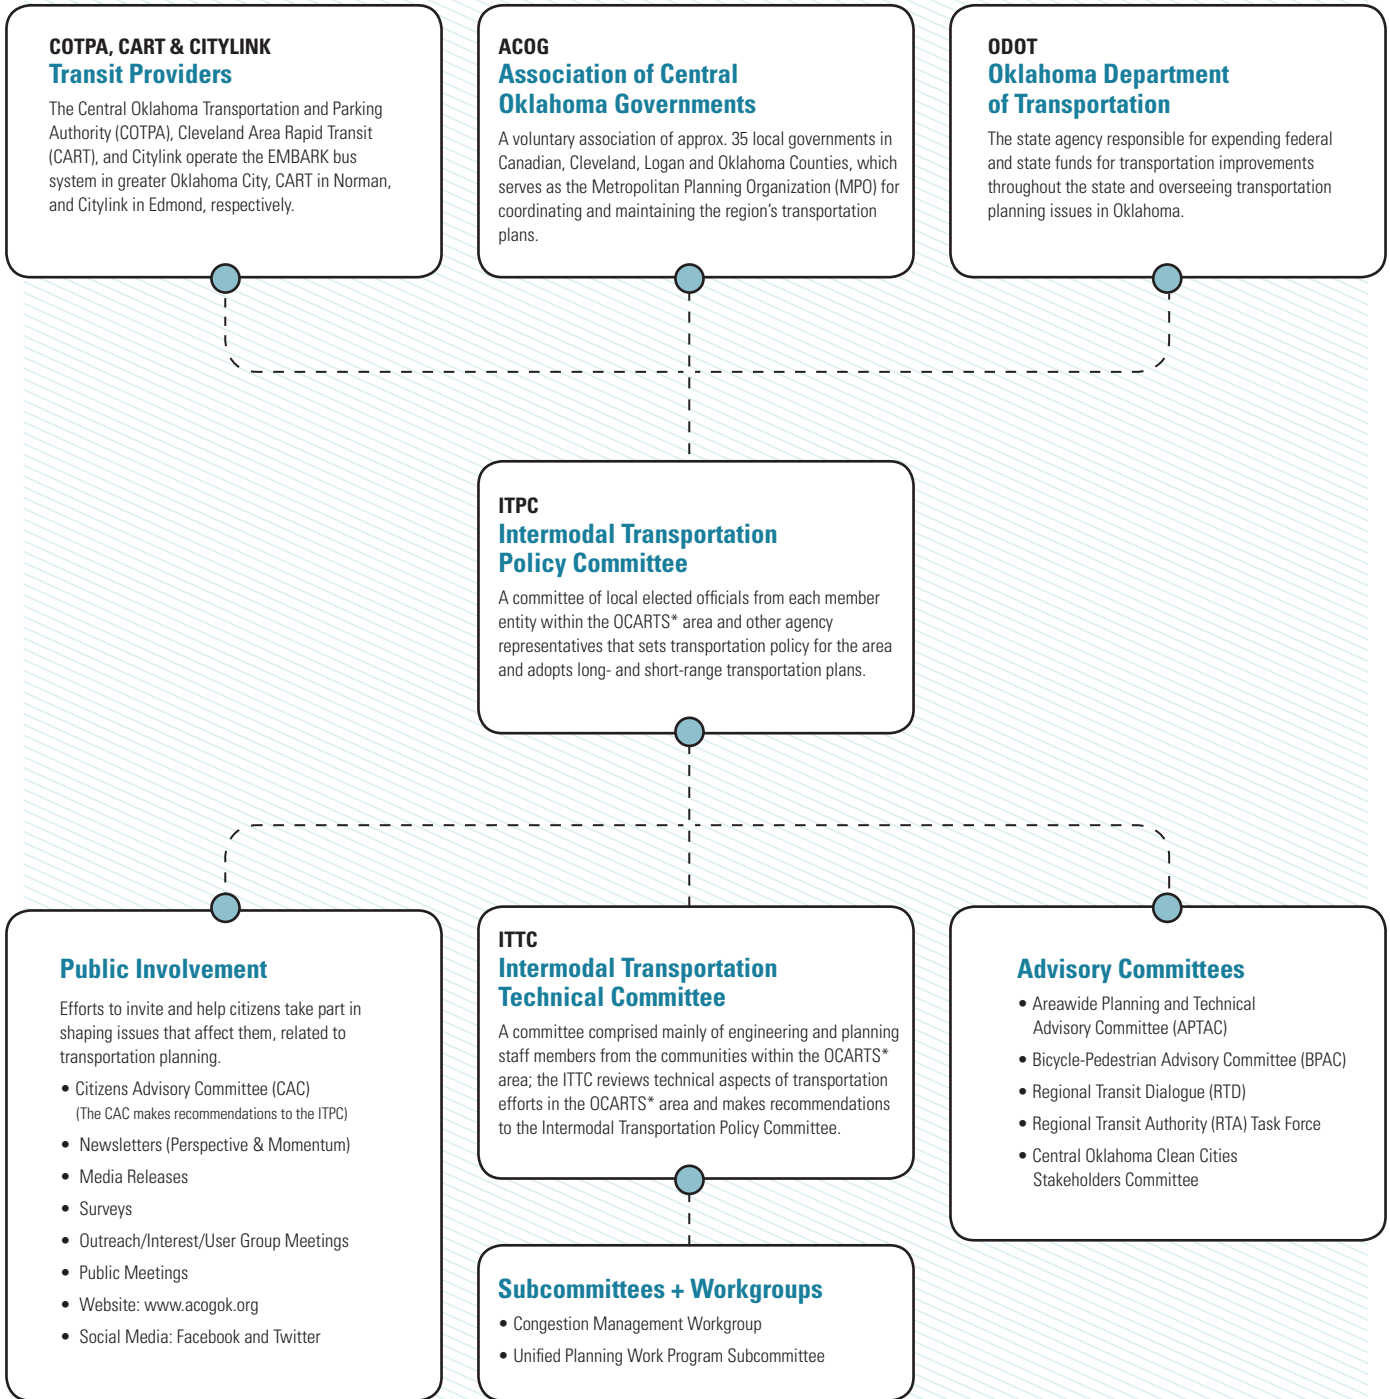 COTPA, CART & CITYLINK
Transit Providers
The Central Oklahoma Transportation and Parking
Authority (COTPA), Cleveland Area Rapid Transit
(CART), and Citylink operate the EMBARK bus
system in greater Oklahoma City, CART in Norman,
and Citylink in Edmond, respectively.
ACOG
Association of Central
Oklahoma Governments
A voluntary association of approx. 35 local governments in
Canadian, Cleveland, Logan and Oklahoma Counties, which
serves as the Metropolitan Planning Organization (MPO) for
coordinating and maintaining the region's transportation
plans.
ODOT
Oklahoma Department
of Transportation
The state agency responsible for expending federal
and state funds for transportation improvements
throughout the state and overseeing transportation
planning issues in Oklahoma.
ITPC
Intermodal Transportation
Policy Committee
A committee of local elected officials from each member
entity within the OCARTS* area and other agency
representatives that sets transportation policy for the area
and adopts long- and short-range transportation plans.
Public Involvement
Efforts to invite and help citizens take part in
shaping issues that affect them, related to
transportation planning.
• Citizens Advisory Committee (CAC)
(The CAC makes recommendations to the ITPC)
• Newsletters (Perspective & Momentum)
• Media Releases
• Surveys
• Outreach/Interest/User Group Meetings
• Public Meetings
• Website: www.acogok.org
• Social Media: Facebook and Twitter
ITTC
Intermodal Transportation
Technical Committee
A committee comprised mainly of engineering and planning
staff members from the communities within the OCARTS*
area; the ITTC reviews technical aspects of transportation
efforts in the OCARTS* area and makes recommendations
to the Intermodal Transportation Policy Committee.
Subcommittees + Workgroups
• Congestion Management Workgroup
• Unified Planning Work Program Subcommittee
Advisory Committees
• Areawide Planning and Technical
Advisory Committee (APTAC)
• Bicycle-Pedestrian Advisory Committee (BPAC)
• Regional Transit Dialogue (RTD)
• Regional Transit Authority (RTA) Task Force
• Central Oklahoma Clean Cities
Stakeholders Committee